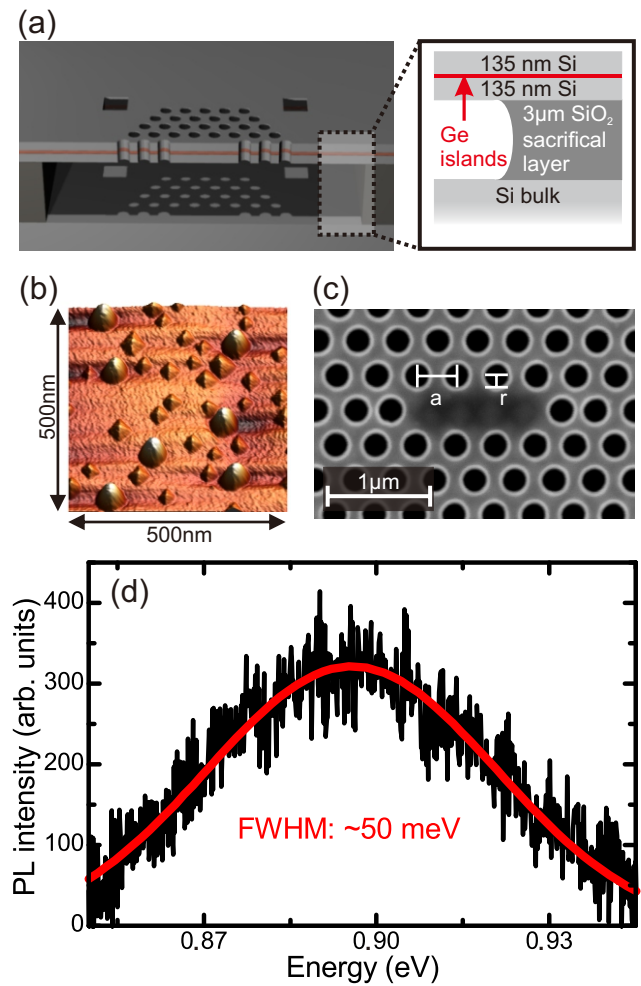 (a)
135 nm Si
135 nm Si
Ge
islands
3µm SiO2
sacrifical
layer
Si bulk
(b)
500nm
500nm
(c)
a
r
1µm
(d)
PL intensity (arb. units)
400
300
200
100
0
FWHM: ~50 meV
0.87
0.90
0.93
Energy (eV)